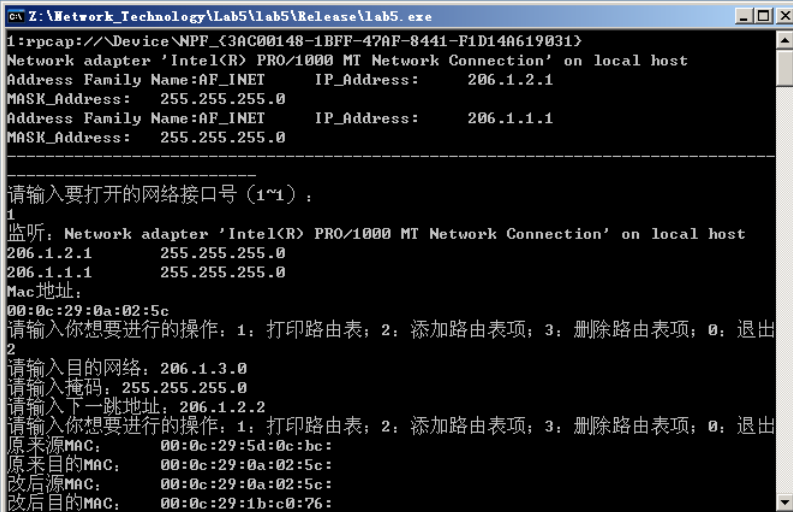 Z:\Network_Technology\Lab5\lab5\Release\lab5.exe
1:rpcap://\Device\NPF_{3AC00148-1BFF-47AF-8441-F1D14A619031}
Network adapter 'Intel(R) PRO/1000 MT Network Connection' on local host
Address Family Name:AF_INET IP_Address: 206.1.2.1
MASK_Address: 255.255.255.0
Address Family Name:AF_INET IP_Address: 206.1.1.1
MASK_Address: 255.255.255.0
--------------------------------------------------------------------------------
--------------------------
请输入要打开的网络接口号（1~1）：
1
监听：Network adapter 'Intel(R) PRO/1000 MT Network Connection' on local host
206.1.2.1 255.255.255.0
206.1.1.1 255.255.255.0
Mac地址：
00:0c:29:0a:02:5c
请输入你想要进行的操作：1：打印路由表；2：添加路由表项；3：删除路由表项；0：退出
2
请输入目的网络：206.1.3.0
请输入掩码：255.255.255.0
请输入下一跳地址：206.1.2.2
请输入你想要进行的操作：1：打印路由表；2：添加路由表项；3：删除路由表项；0：退出
原来源MAC： 00:0c:29:5d:0c:bc:
原来目的MAC： 00:0c:29:0a:02:5c:
改后源MAC： 00:0c:29:0a:02:5c:
改后目的MAC： 00:0c:29:1b:c0:76: